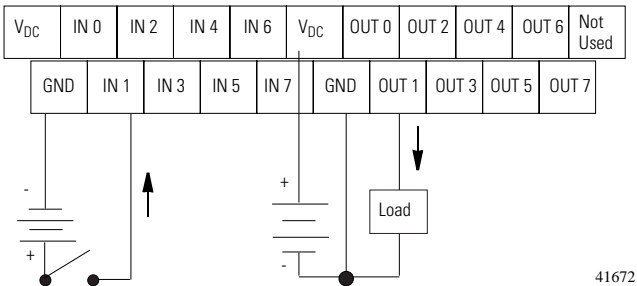 VDC IN 0 IN 2 IN 4 IN 6 VDC OUT 0 OUT 2 OUT 4 OUT 6 Not Used
GND IN 1 IN 3 IN 5 IN 7 GND OUT 1 OUT 3 OUT 5 OUT 7
- +
Load
+ -
41672